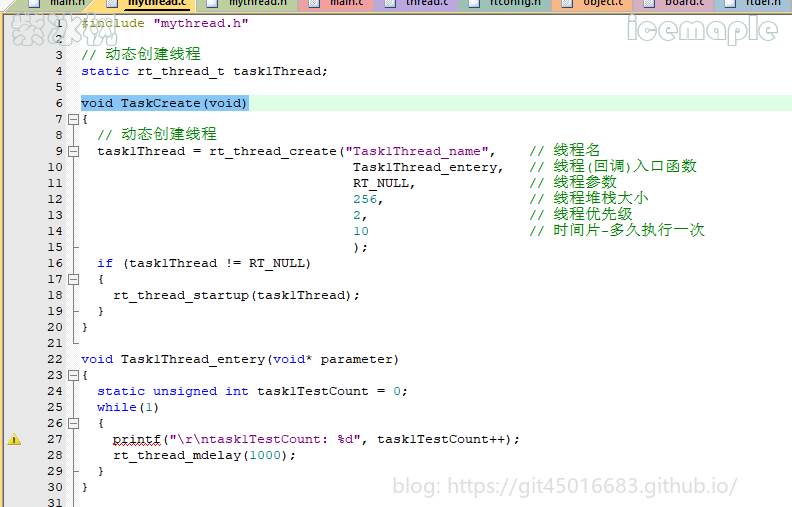 main.h mythread.c mythread.h main.c thread.c rtconfig.h object.c board.c rtdef.h
紫冰枫 icemaple
1 #include "mythread.h"
2
3 // 动态创建线程
4 static rt_thread_t task1Thread;
5
6 void TaskCreate(void)
7 {
8 // 动态创建线程
9 task1Thread = rt_thread_create("Task1Thread_name", // 线程名
10 Task1Thread_entery, // 线程(回调)入口函数
11 RT_NULL, // 线程参数
12 256, // 线程堆栈大小
13 2, // 线程优先级
14 10 // 时间片-多久执行一次
15 );
16 if (task1Thread != RT_NULL)
17 {
18 rt_thread_startup(task1Thread);
19 }
20 }
21
22 void Task1Thread_entery(void* parameter)
23 {
24 static unsigned int task1TestCount = 0;
25 while(1)
26 {
27 printf("\r\ntask1TestCount: %d", task1TestCount++);
28 rt_thread_mdelay(1000);
29 }
30 }
31
blog: https://git45016683.github.io/